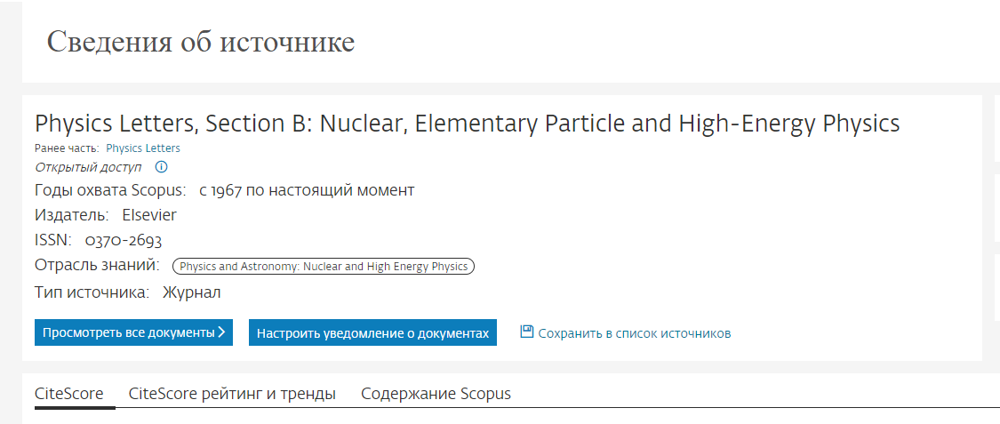 Сведения об источнике
Physics Letters, Section B: Nuclear, Elementary Particle and High-Energy Physics
Ранее часть: Physics Letters
Открытый доступ
Годы охвата Scopus: с 1967 по настоящий момент
Издатель: Elsevier
ISSN: 0370-2693
Отрасль знаний: Physics and Astronomy: Nuclear and High Energy Physics
Тип источника: Журнал
Просмотреть все документы > Настроить уведомление о документах Сохранить в список источников
CiteScore CiteScore рейтинг и тренды Содержание Scopus